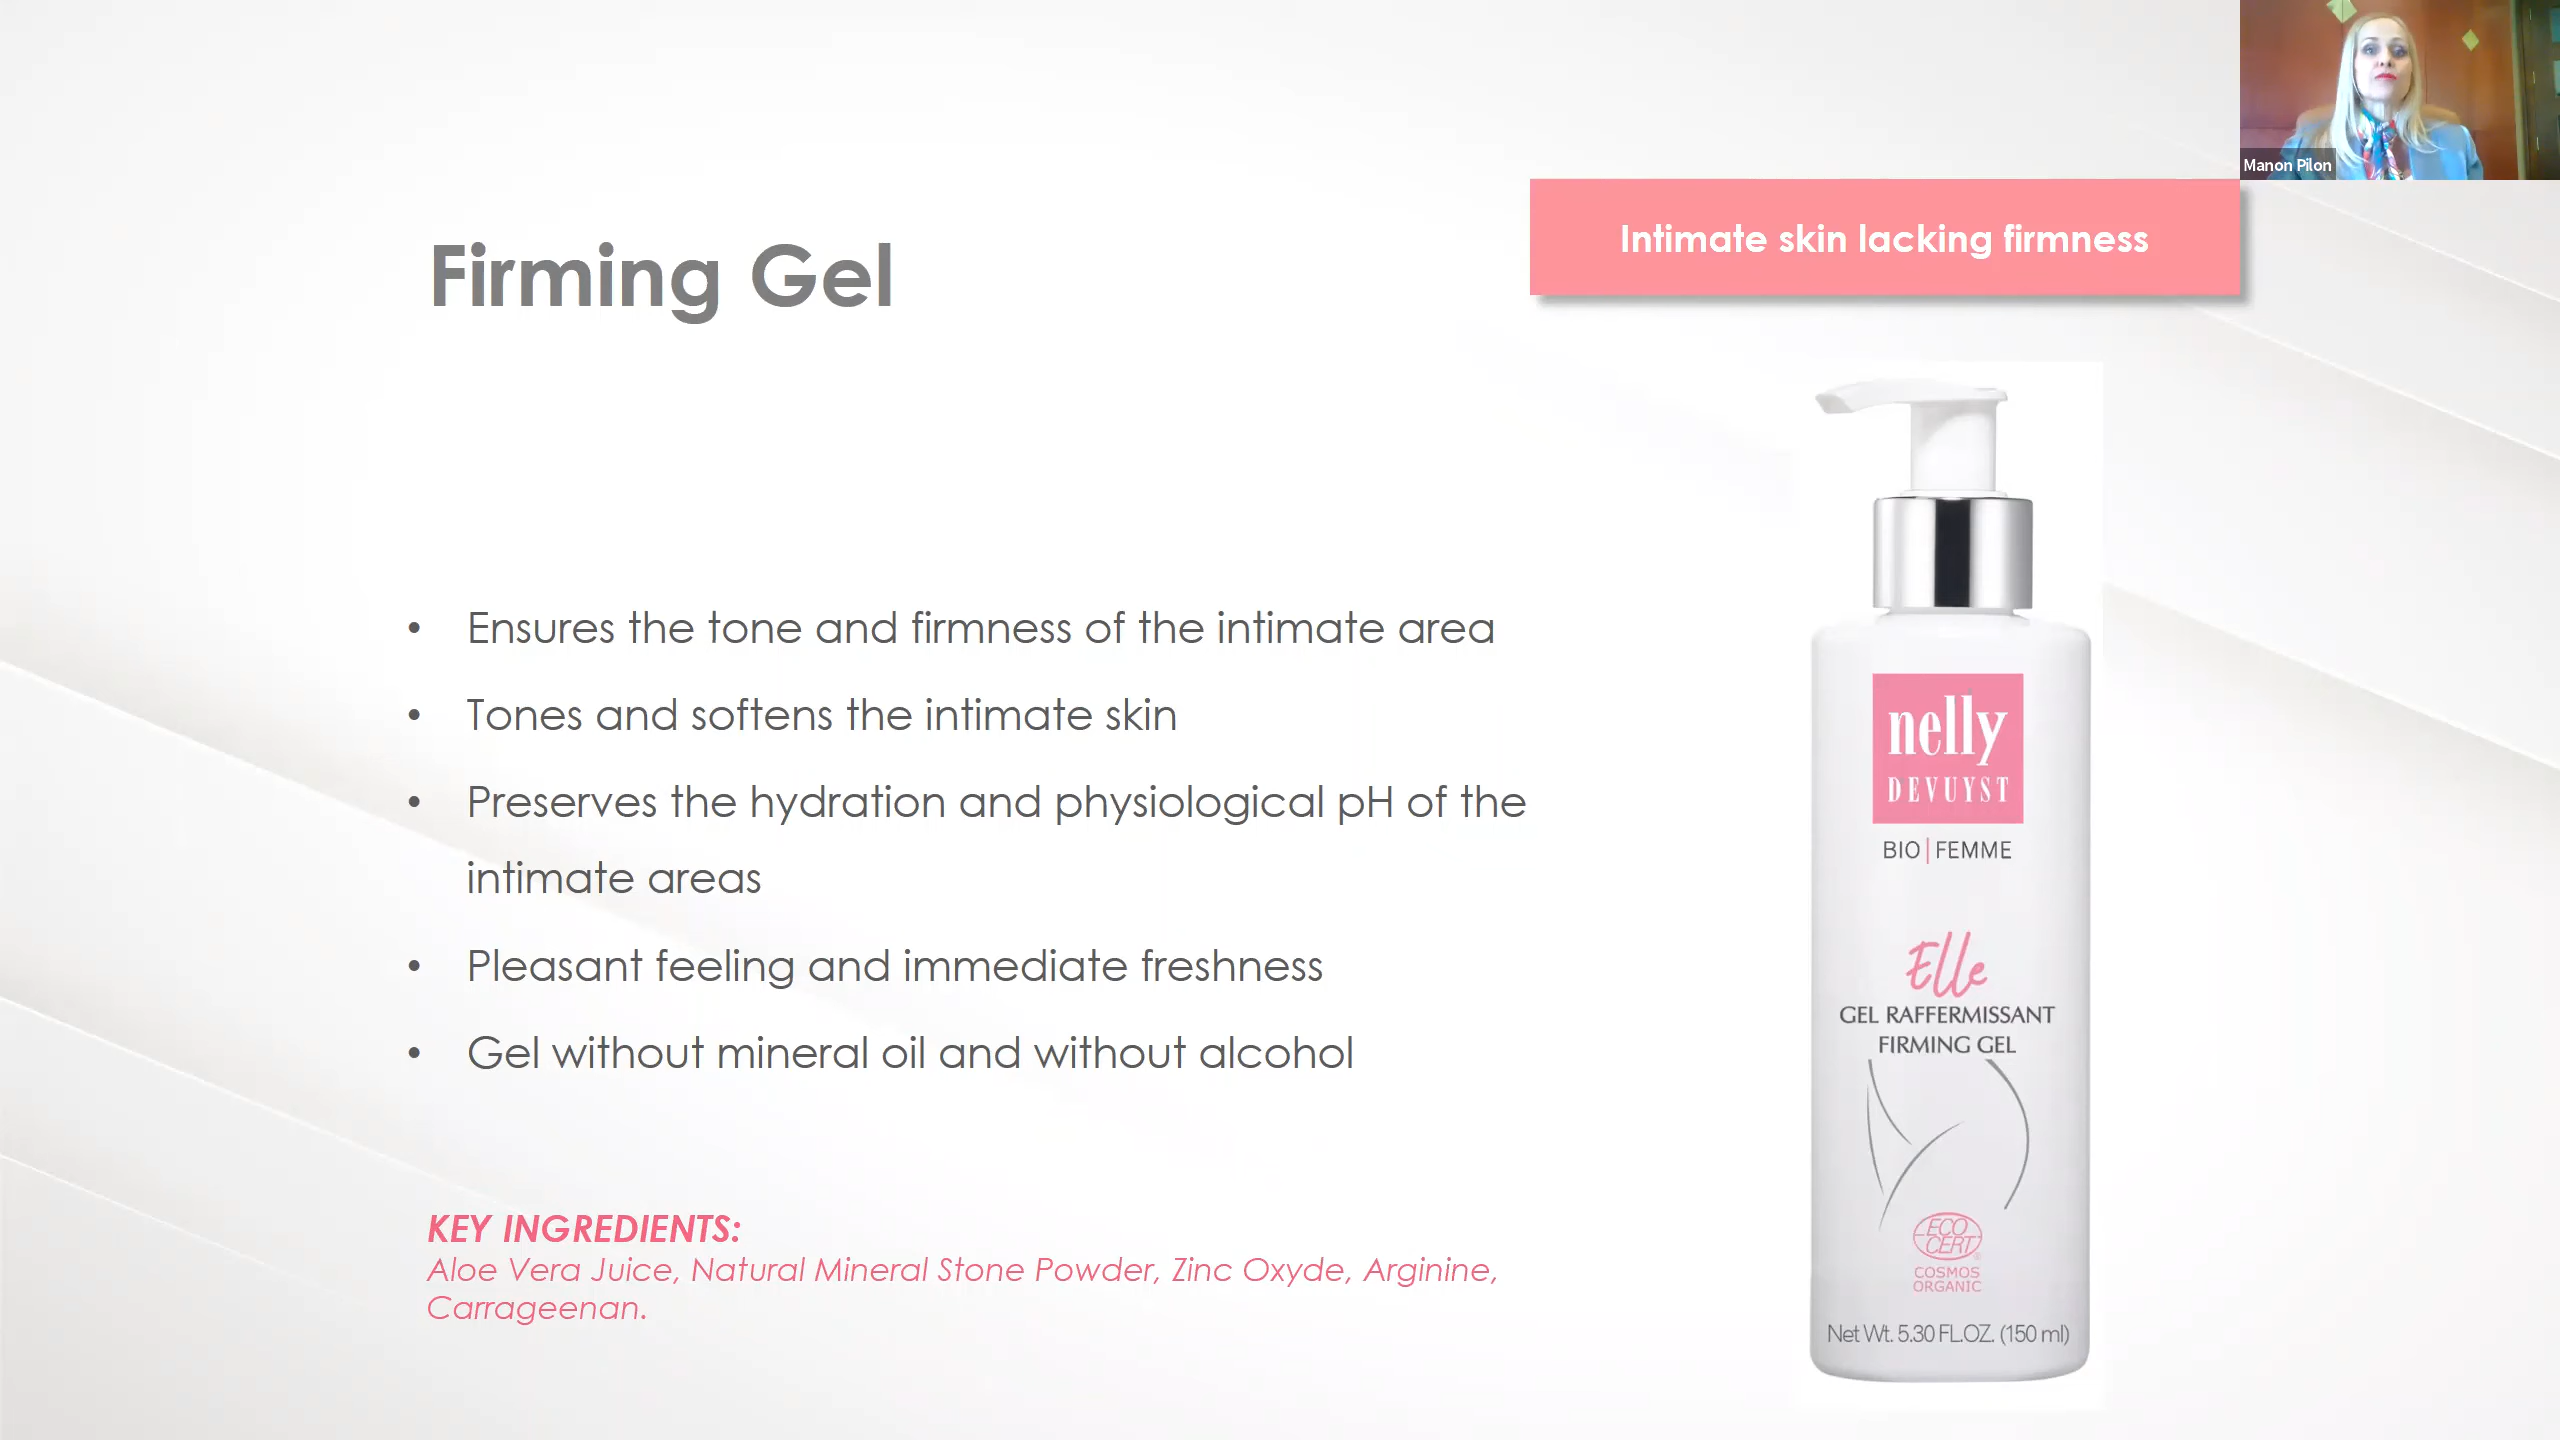 Manon Pilon
Intimate skin lacking firmness
Firming Gel
• Ensures the tone and firmness of the intimate area
• Tones and softens the intimate skin
• Preserves the hydration and physiological pH of the
intimate areas
• Pleasant feeling and immediate freshness
• Gel without mineral oil and without alcohol
KEY INGREDIENTS:
Aloe Vera Juice, Natural Mineral Stone Powder, Zinc Oxyde, Arginine,
Carrageenan.
nelly
DEVUYST
BIO|FEMME
Elle
GEL RAFFERMISSANT
FIRMING GEL
ECO
CERT®
COSMOS
ORGANIC
Net Wt. 5.30 FL.OZ. (150 ml)